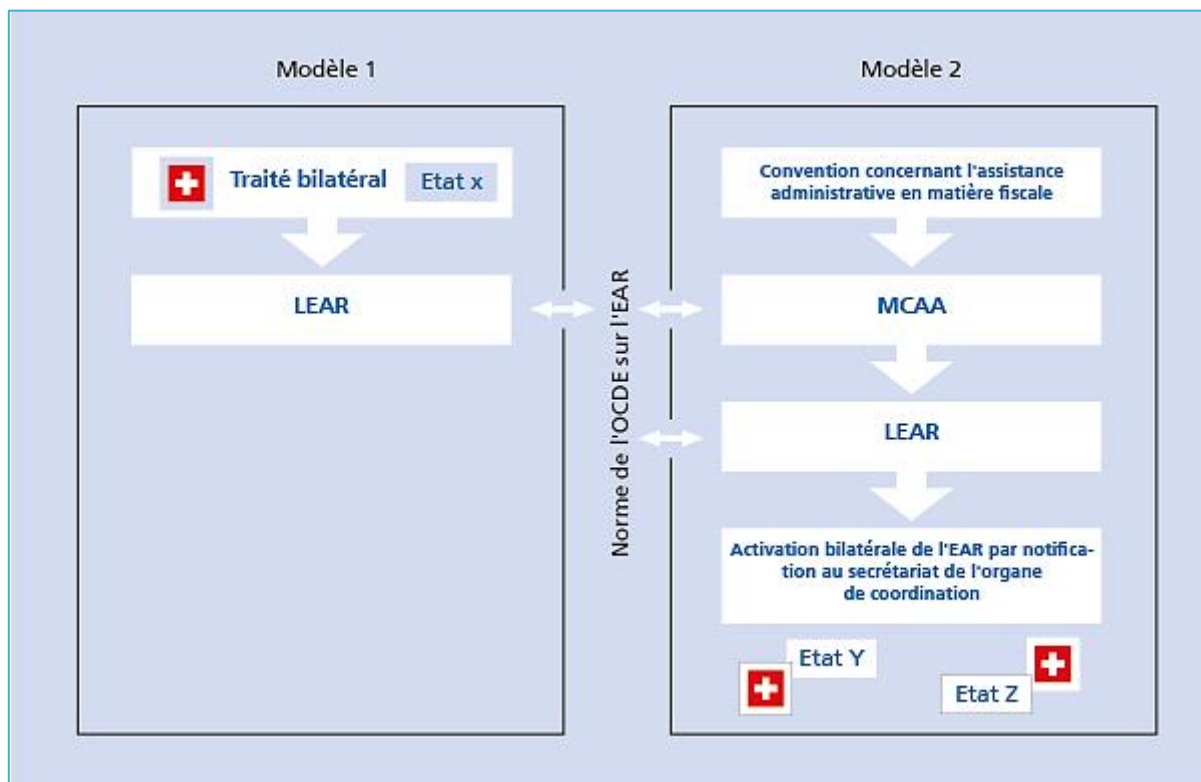 Modèle 1
Traité bilatéral
Etat x
LEAR
Norme de l'OCDE sur l'EAR
Modèle 2
Convention concernant l'assistance
administrative en matière fiscale
MCAA
LEAR
Activation bilatérale de l'EAR par notifica-
tion au secrétariat de l'organe
de coordination
Etat Y
Etat Z